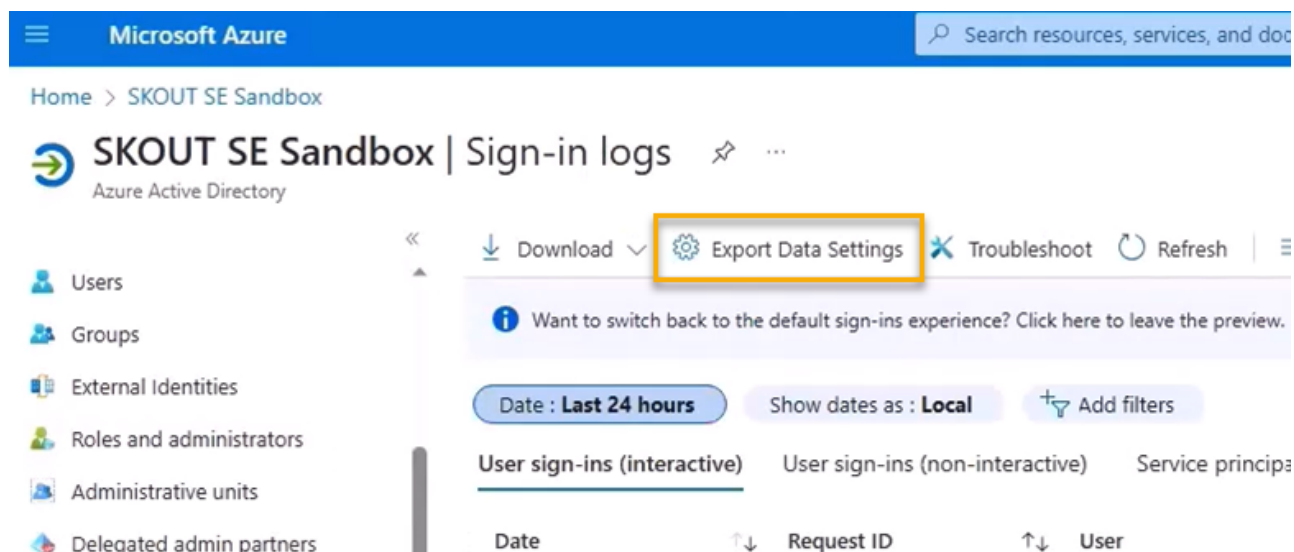 Microsoft Azure
Search resources, services, and doc
Home > SKOUT SE Sandbox
SKOUT SE Sandbox | Sign-in logs ...
Azure Active Directory
Download Export Data Settings Troubleshoot Refresh
Want to switch back to the default sign-ins experience? Click here to leave the preview.
Users
Groups
External Identities
Roles and administrators
Administrative units
Delegated admin partners
Date : Last 24 hours Show dates as : Local Add filters
User sign-ins (interactive) User sign-ins (non-interactive) Service principa
Date Request ID User